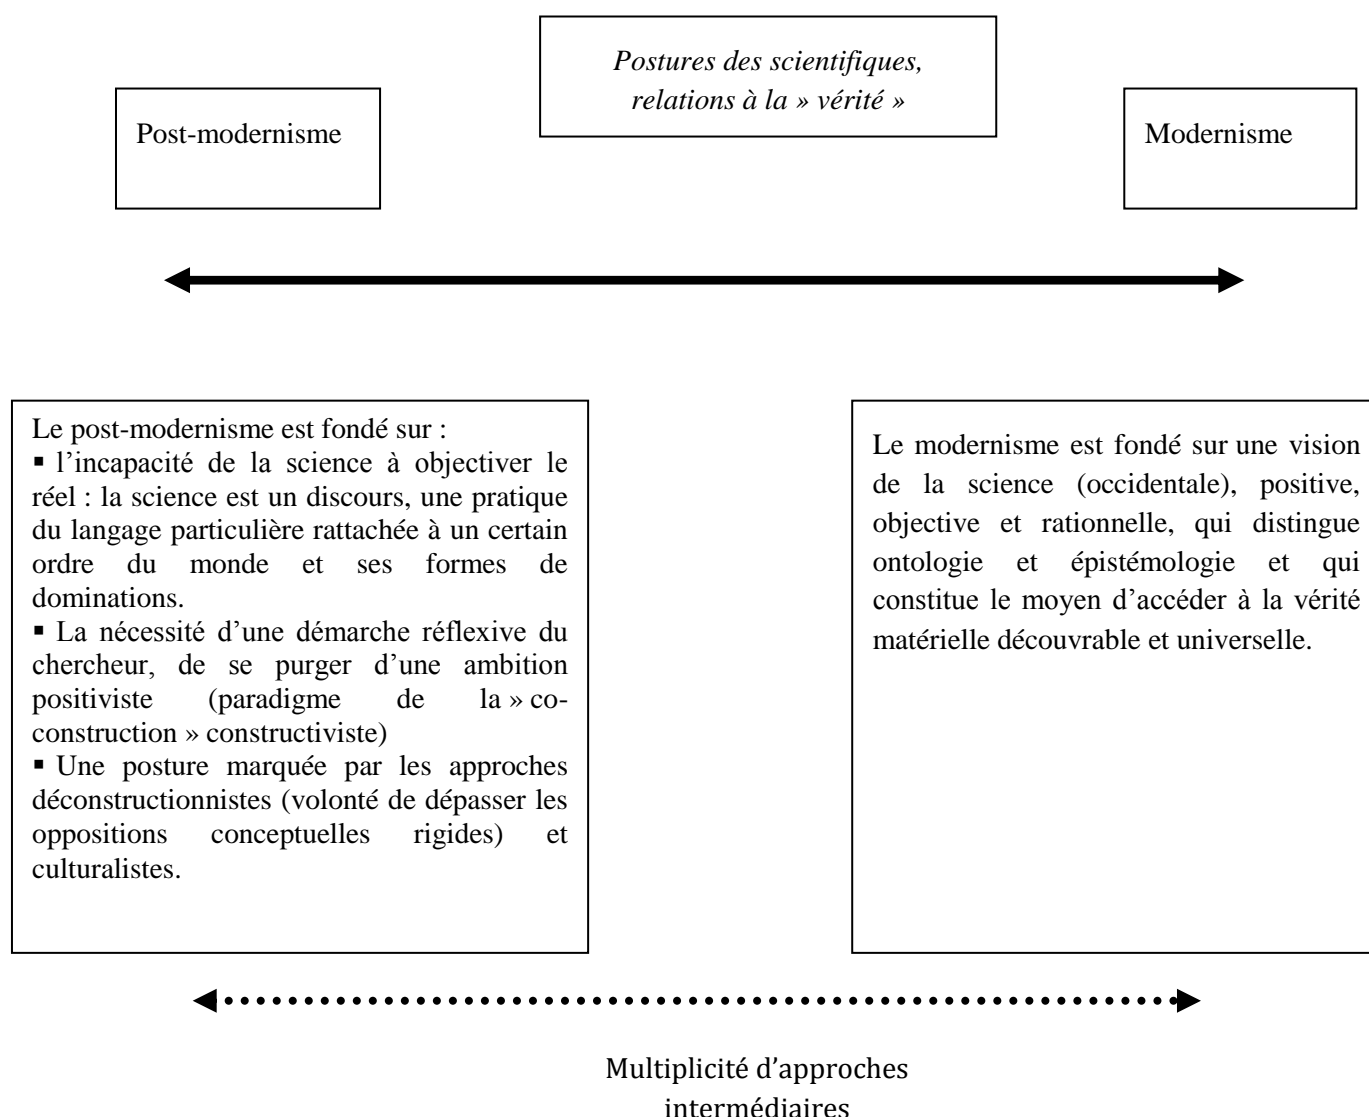 Postures des scientifiques,
relations à la » vérité »
Post-modernisme
Modernisme
Le post-modernisme est fondé sur :
▪ l’incapacité de la science à objectiver le
réel : la science est un discours, une pratique
du langage particulière rattachée à un certain
ordre du monde et ses formes de
dominations.
▪ La nécessité d’une démarche réflexive du
chercheur, de se purger d’une ambition
positiviste (paradigme de la » co-
construction » constructiviste)
▪ Une posture marquée par les approches
déconstructionnistes (volonté de dépasser les
oppositions conceptuelles rigides) et
culturalistes.
Le modernisme est fondé sur une vision
de la science (occidentale), positive,
objective et rationnelle, qui distingue
ontologie et épistémologie et qui
constitue le moyen d’accéder à la vérité
matérielle découvrable et universelle.
Multiplicité d’approches
intermédiaires